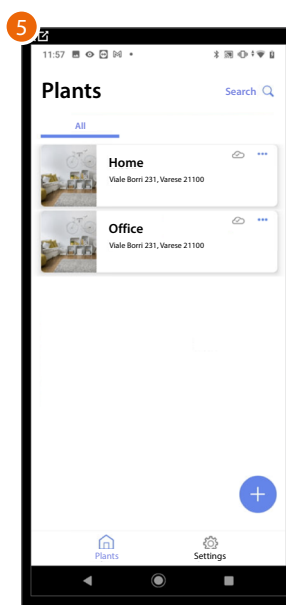 5
11:57
Plants
Search
All
Home
Viale Borri 231, Varese 21100
Office
Viale Borri 231, Varese 21100
Plants
Settings